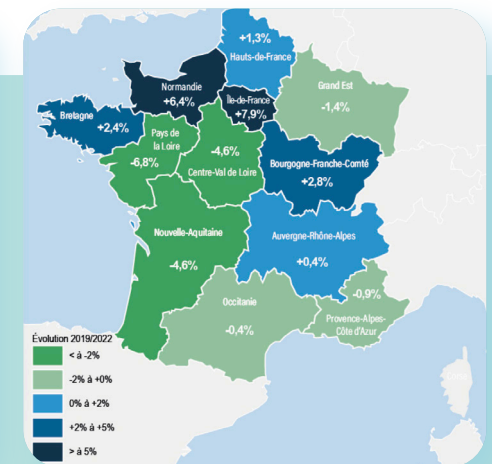 +1,3%
Hauts-de-France
Normandie
+6,4%
Île-de-France
+7,9%
Grand Est
-1,4%
Bretagne
+2,4%
Pays de
la Loire
-6,8%
-4,6%
Centre-Val de Loire
Bourgogne-Franche-Comté
+2,8%
Nouvelle-Aquitaine
-4,6%
Auvergne-Rhône-Alpes
+0,4%
Occitanie
-0,4%
-0,9%
Provence-Alpes-
Côte d'Azur
Évolution 2019/2022
< à -2%
-2% à +0%
0% à +2%
+2% à +5%
> à 5%